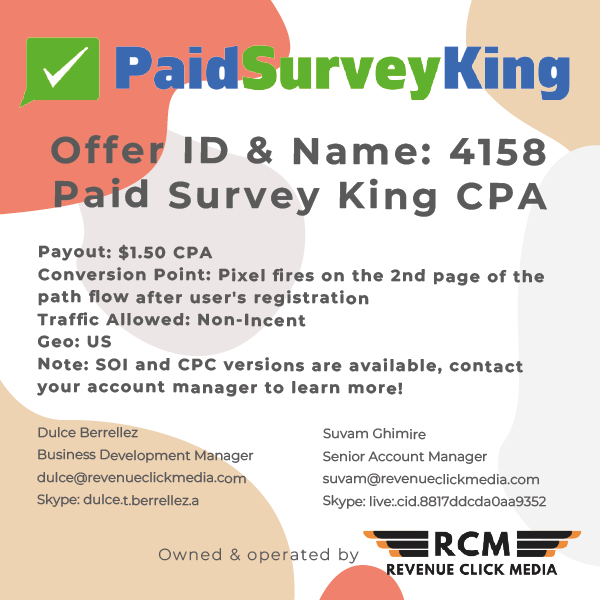 PaidSurveyKing
Offer ID & Name: 4158
Paid Survey King CPA
Payout: $1.50 CPA
Conversion Point: Pixel fires on the 2nd page of the
path flow after user's registration
Traffic Allowed: Non-Incent
Geo: US
Note: SOI and CPC versions are available, contact
your account manager to learn more!
Dulce Berrellez
Business Development Manager
dulce@revenueclickmedia.com
Skype: dulce.t.berrellez.a
Suvam Ghimire
Senior Account Manager
suvam@revenueclickmedia.com
Skype: live:.cid.8817ddcda0aa9352
Owned & operated by
RCM
REVENUE CLICK MEDIA